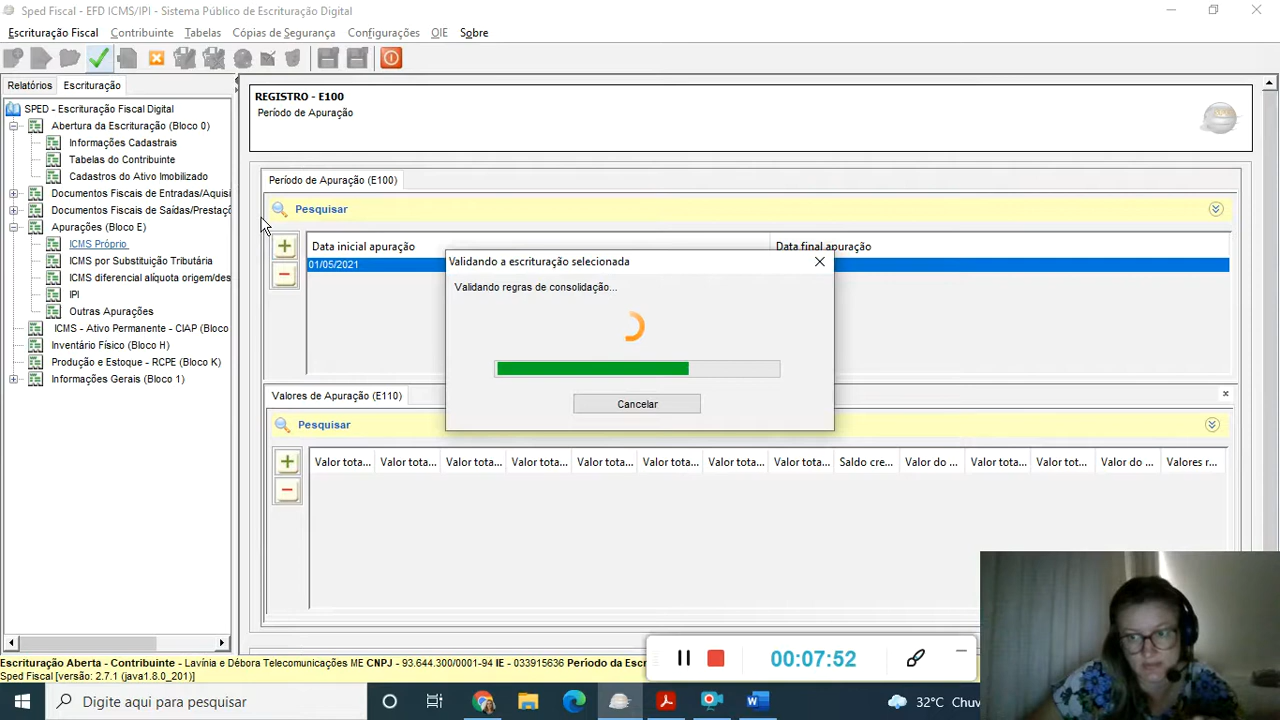 Sped Fiscal - EFD ICMS/IPI - Sistema Público de Escrituração Digital
Escrituração Fiscal Contribuinte Tabelas Cópias de Segurança Configurações OIE Sobre
Relatórios Escrituração
SPED - Escrituração Fiscal Digital
Abertura da Escrituração (Bloco 0)
Informações Cadastrais
Tabelas do Contribuinte
Cadastros do Ativo Imobilizado
Documentos Fiscais de Entradas/Aquisi
Documentos Fiscais de Saídas/Prestaçõ
Apurações (Bloco E)
ICMS Próprio
ICMS por Substituição Tributária
ICMS diferencial alíquota origem/des
IPI
Outras Apurações
ICMS - Ativo Permanente - CIAP (Bloco
Inventário Físico (Bloco H)
Produção e Estoque - RCPE (Bloco K)
Informações Gerais (Bloco 1)
REGISTRO - E100
Período de Apuração
Período de Apuração (E100)
Pesquisar
Data inicial apuração Data final apuração
01/05/2021
Validando a escrituração selecionada
Validando regras de consolidação...
Cancelar
Valores de Apuração (E110)
Pesquisar
Valor tota... Valor tota... Valor tota... Valor tota... Valor tota... Valor tota... Valor tota... Valor tota... Saldo cre... Valor do ... Valor tota... Valor tot... Valor do ... Valores r...
00:07:52
Escrituração Aberta - Contribuinte - Lavínia e Débora Telecomunicações ME CNPJ - 93.644.300/0001-94 IE - 033915636 Período da Esc
Sped Fiscal [versão: 2.7.1 (java1.8.0_201)]
Digite aqui para pesquisar
32°C Chuv